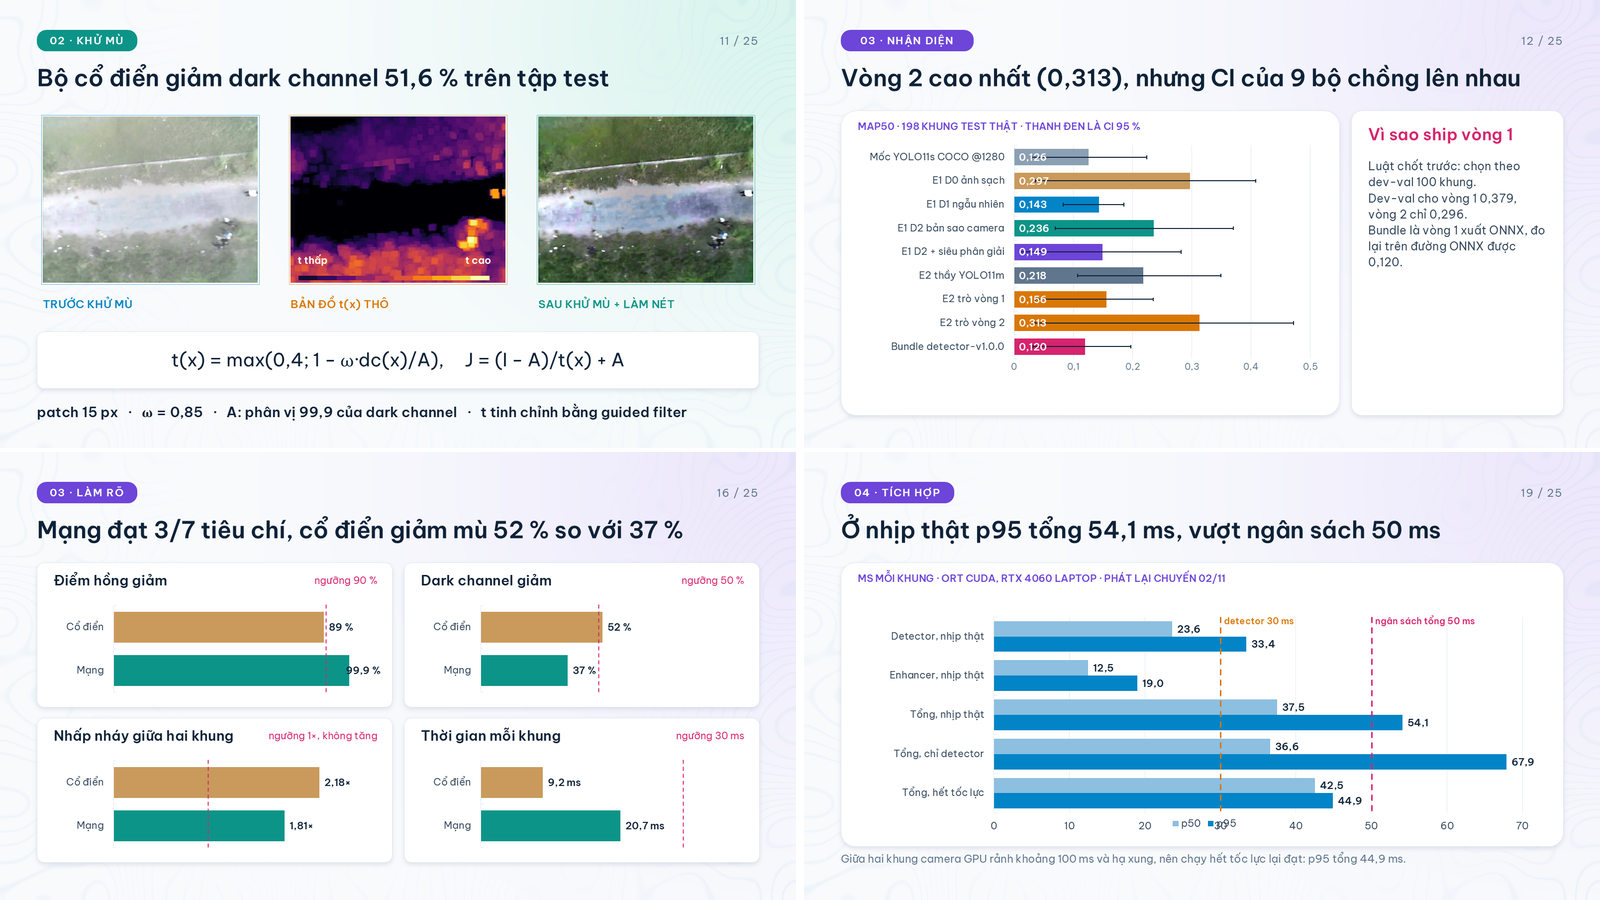 02 · KHỬ MÙ
11 / 25
Bộ cổ điển giảm dark channel 51,6 % trên tập test
t thấp
t cao
TRƯỚC KHỬ MÙ
BẢN ĐỒ t(x) THÔ
SAU KHỬ MÙ + LÀM NÉT
t(x) = max(0,4; 1 − ω·dc(x)/A), J = (I − A)/t(x) + A
patch 15 px · ω = 0,85 · A: phân vị 99,9 của dark channel · t tinh chỉnh bằng guided filter
03 · NHẬN DIỆN
12 / 25
Vòng 2 cao nhất (0,313), nhưng CI của 9 bộ chồng lên nhau
MAP50 · 198 KHUNG TEST THẬT · THANH ĐEN LÀ CI 95 %
Mốc YOLO11s COCO @1280
0,126
E1 D0 ảnh sạch
0,297
E1 D1 ngẫu nhiên
0,143
E1 D2 bản sao camera
0,236
E1 D2 + siêu phân giải
0,149
E2 thầy YOLO11m
0,218
E2 trò vòng 1
0,156
E2 trò vòng 2
0,313
Bundle detector-v1.0.0
0,120
0 0,1 0,2 0,3 0,4 0,5
Vì sao ship vòng 1
Luật chốt trước: chọn theo
dev-val 100 khung.
Dev-val cho vòng 1 0,379,
vòng 2 chỉ 0,296.
Bundle là vòng 1 xuất ONNX, đo
lại trên đường ONNX được
0,120.
03 · LÀM RÕ
16 / 25
Mạng đạt 3/7 tiêu chí, cổ điển giảm mù 52 % so với 37 %
Điểm hồng giảm
ngưỡng 90 %
Cổ điển
89 %
Mạng
99,9 %
Dark channel giảm
ngưỡng 50 %
Cổ điển
52 %
Mạng
37 %
Nhấp nháy giữa hai khung
ngưỡng 1×, không tăng
Cổ điển
2,18×
Mạng
1,81×
Thời gian mỗi khung
ngưỡng 30 ms
Cổ điển
9,2 ms
Mạng
20,7 ms
04 · TÍCH HỢP
19 / 25
Ở nhịp thật p95 tổng 54,1 ms, vượt ngân sách 50 ms
MS MỖI KHUNG · ORT CUDA, RTX 4060 LAPTOP · PHÁT LẠI CHUYẾN 02/11
detector 30 ms
ngân sách tổng 50 ms
Detector, nhịp thật
23,6
33,4
Enhancer, nhịp thật
12,5
19,0
Tổng, nhịp thật
37,5
54,1
Tổng, chỉ detector
36,6
67,9
Tổng, hết tốc lực
42,5
44,9
0 10 20 30 40 50 60 70
p50 p95
Giữa hai khung camera GPU rảnh khoảng 100 ms và hạ xung, nên chạy hết tốc lực lại đạt: p95 tổng 44,9 ms.